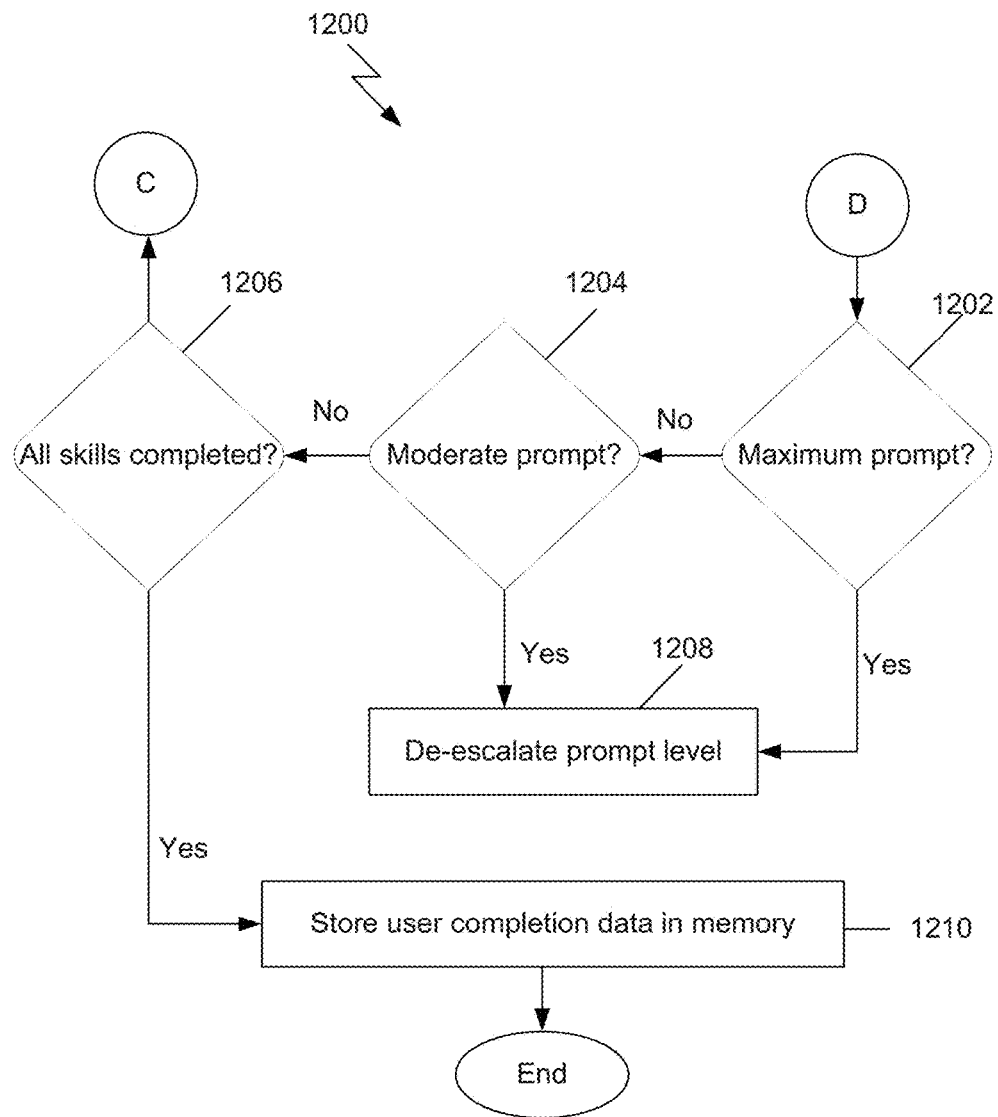 1200
C
D
1206
1204
1202
All skills completed?
No
Moderate prompt?
No
Maximum prompt?
Yes
1208
Yes
De-escalate prompt level
Yes
Store user completion data in memory
1210
End